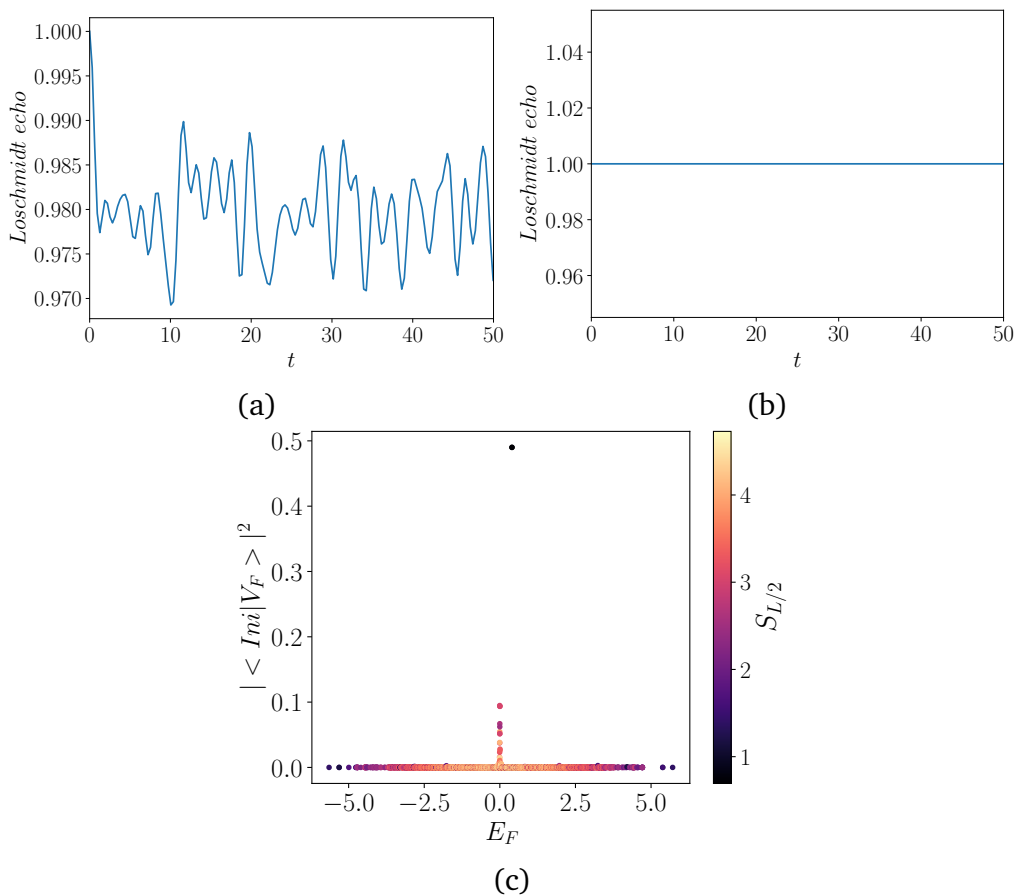 1.000
0.995
0.990
0.985
0.980
0.975
0.970
Loschmidt echo
0 10 20 30 40 50
t
(a)
1.04
1.02
1.00
0.98
0.96
Loschmidt echo
0 10 20 30 40 50
t
(b)
0.5
0.4
0.3
0.2
0.1
0.0
| < Ini|V_F > |^2
−5.0 −2.5 0.0 2.5 5.0
E_F
4
3
2
1
S_{L/2}
(c)